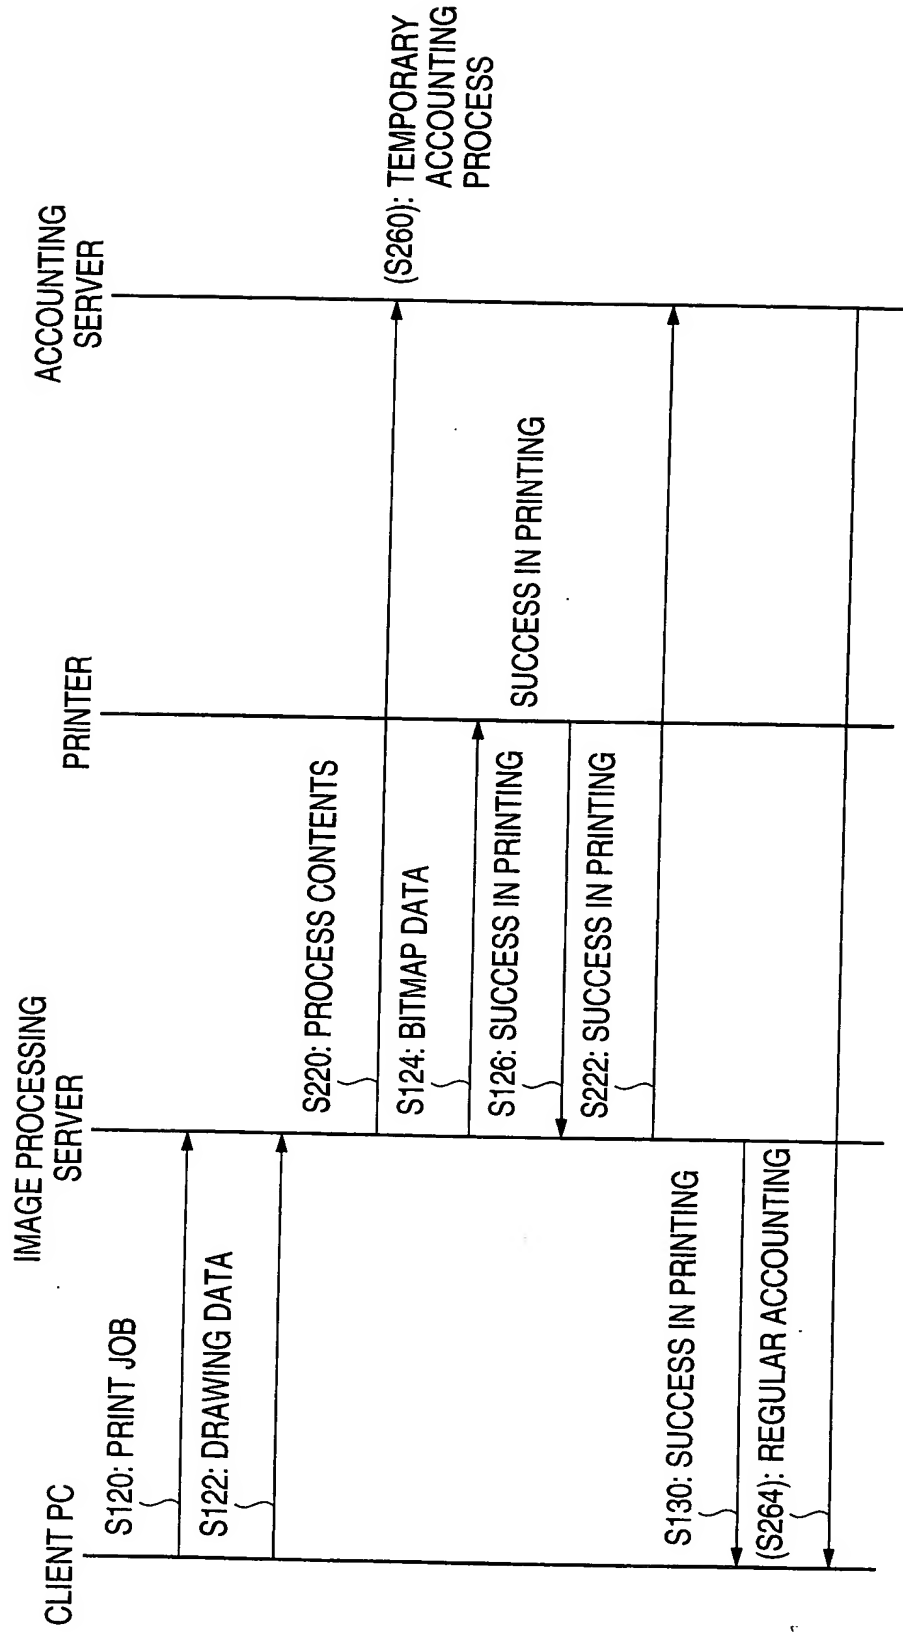 CLIENT PC
IMAGE PROCESSING
SERVER
PRINTER
ACCOUNTING
SERVER
S120: PRINT JOB
S122: DRAWING DATA
S220: PROCESS CONTENTS
(S260): TEMPORARY
ACCOUNTING
PROCESS
S124: BITMAP DATA
S126: SUCCESS IN PRINTING
SUCCESS IN PRINTING
S222: SUCCESS IN PRINTING
S130: SUCCESS IN PRINTING
(S264): REGULAR ACCOUNTING